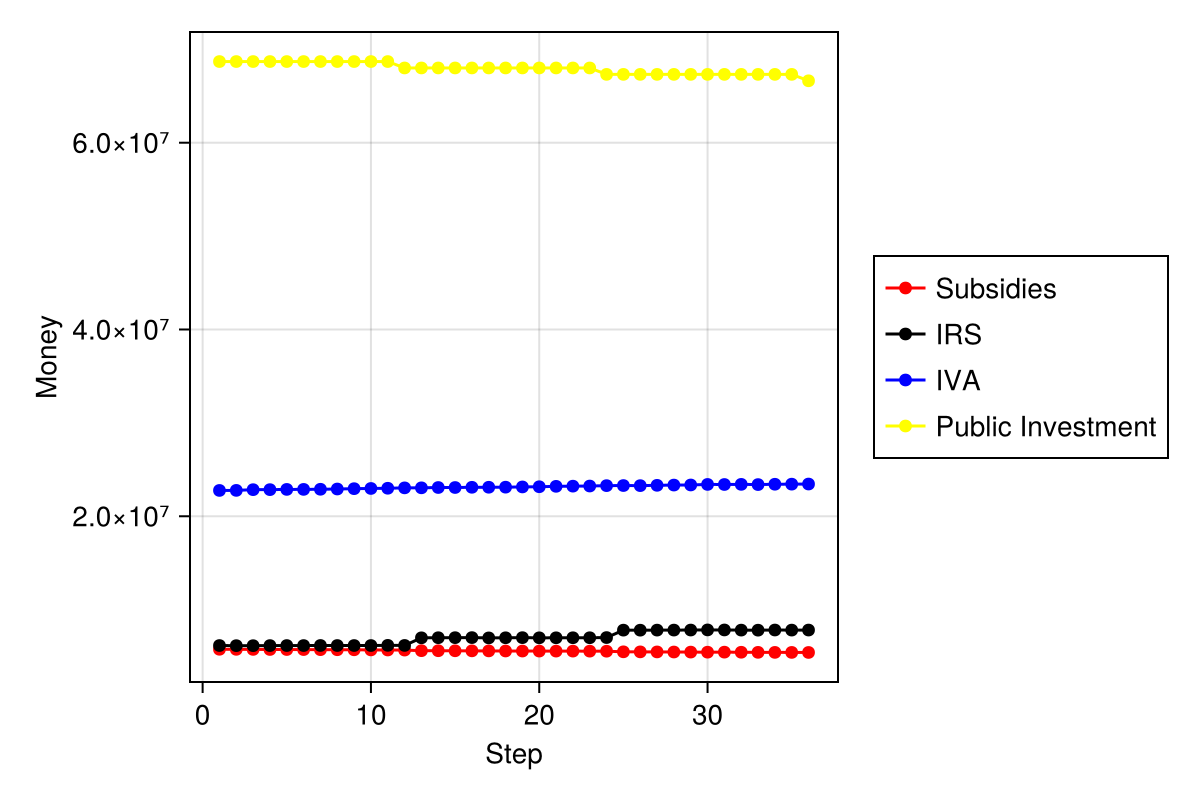 6.0×10⁷
4.0×10⁷
2.0×10⁷
Money
0 10 20 30
Step
Subsidies
IRS
IVA
Public Investment